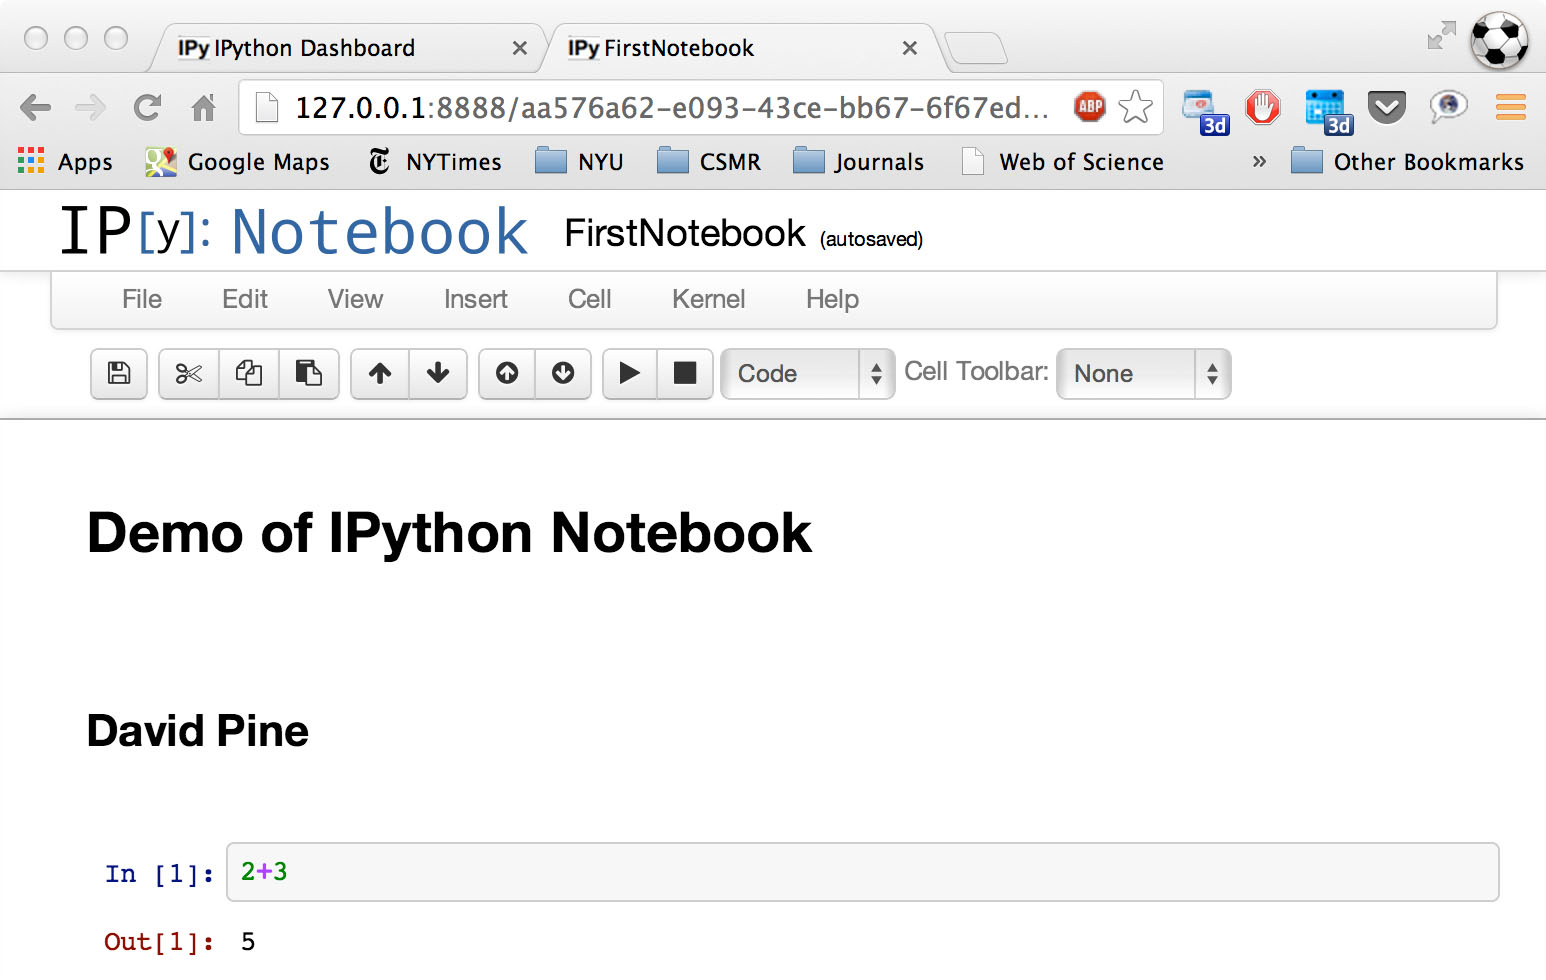 IPy IPython Dashboard
IPy FirstNotebook
127.0.0.1:8888/aa576a62-e093-43ce-bb67-6f67ed...
ABP
3d
3d
Apps
Google Maps
NYTimes
NYU
CSMR
Journals
Web of Science
»
Other Bookmarks
IP[y]: Notebook FirstNotebook (autosaved)
File Edit View Insert Cell Kernel Help
Code Cell Toolbar: None
Demo of IPython Notebook
David Pine
In [1]: 2+3
Out[1]: 5